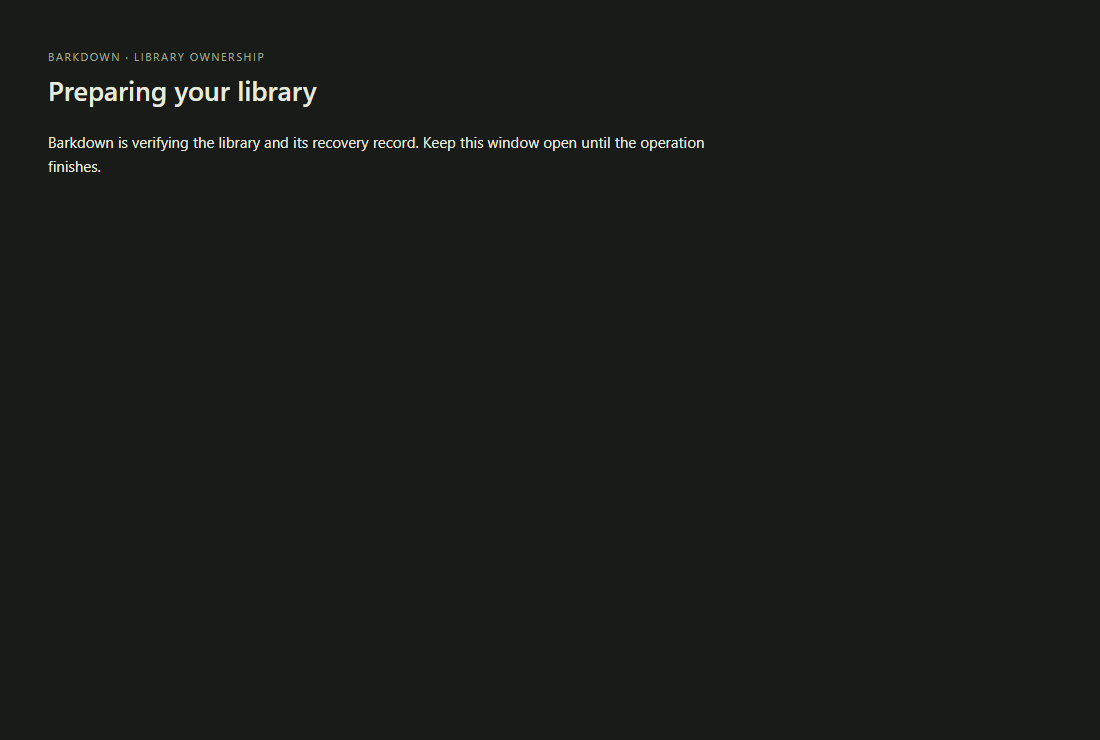 BARKDOWN · LIBRARY OWNERSHIP
Preparing your library
Barkdown is verifying the library and its recovery record. Keep this window open until the operation
finishes.